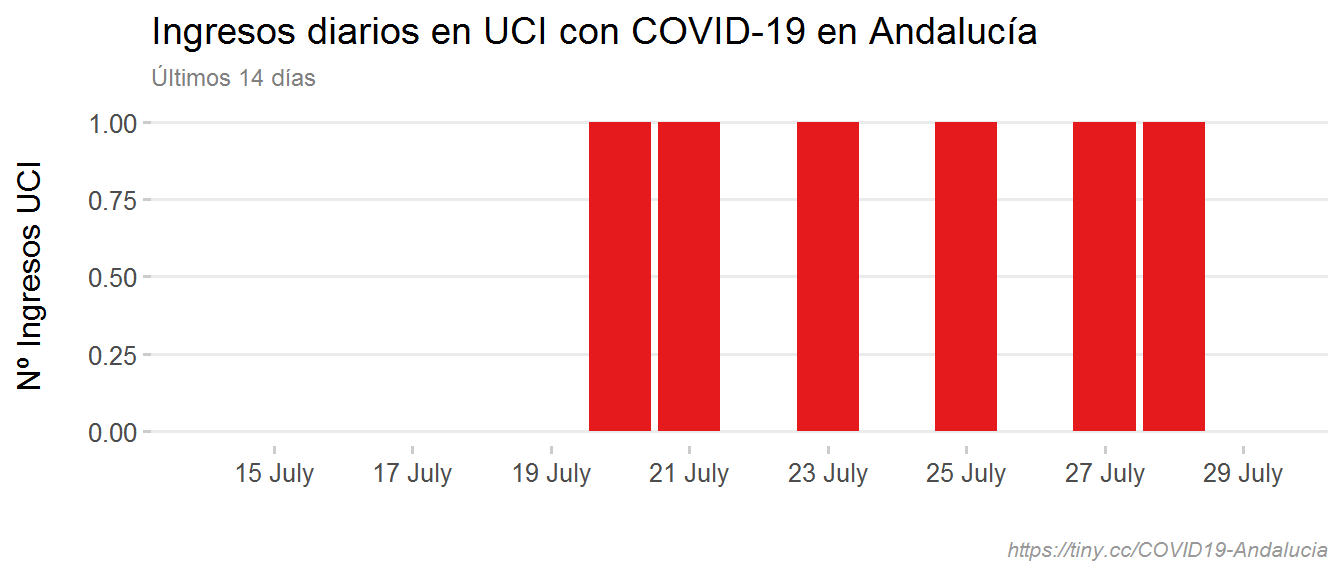 Ingresos diarios en UCI con COVID-19 en Andalucía
Últimos 14 días
Nº Ingresos UCI
1.00
0.75
0.50
0.25
0.00
15 July 17 July 19 July 21 July 23 July 25 July 27 July 29 July
https://tiny.cc/COVID19-Andalucia